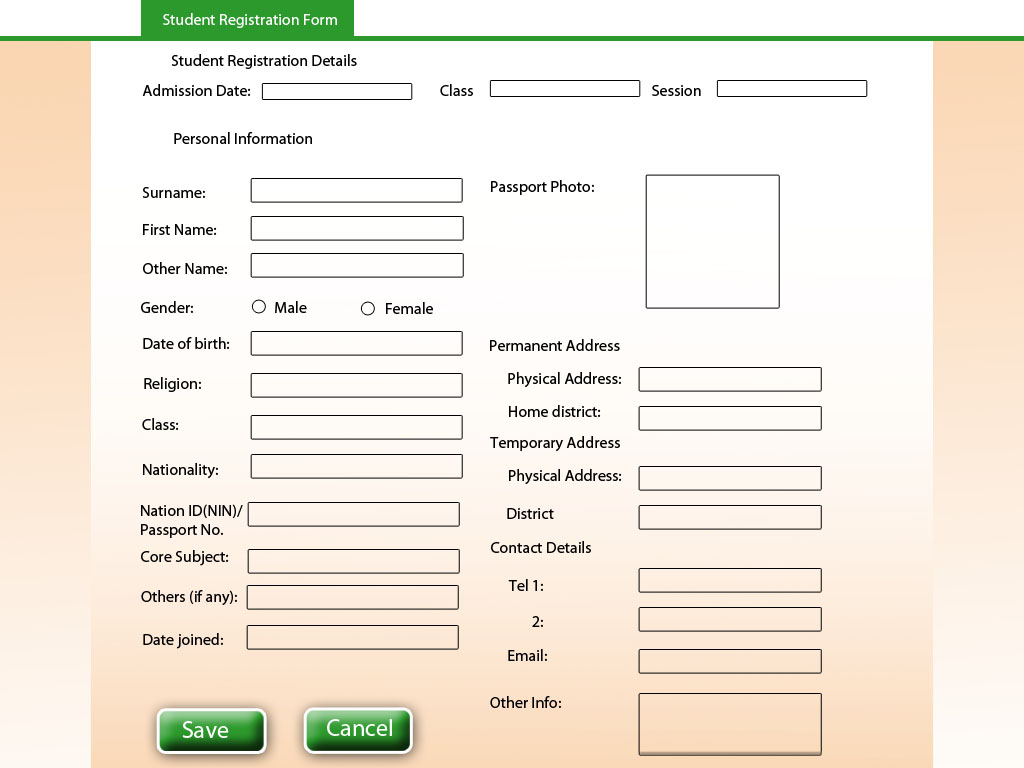 Student Registration Form
Student Registration Details
Admission Date:
Class
Session
Personal Information
Surname:
First Name:
Other Name:
Gender:
Male
Female
Date of birth:
Religion:
Class:
Nationality:
Nation ID(NIN)/
Passport No.
Core Subject:
Others (if any):
Date joined:
Passport Photo:
Permanent Address
Physical Address:
Home district:
Temporary Address
Physical Address:
District
Contact Details
Tel 1:
2:
Email:
Other Info:
Save
Cancel